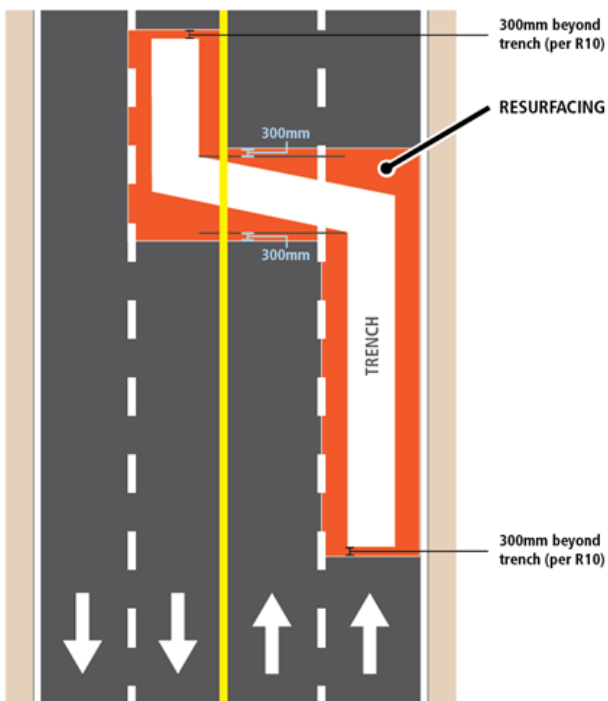 300mm beyond
trench (per R10)
RESURFACING
300mm
300mm
TRENCH
300mm beyond
trench (per R10)